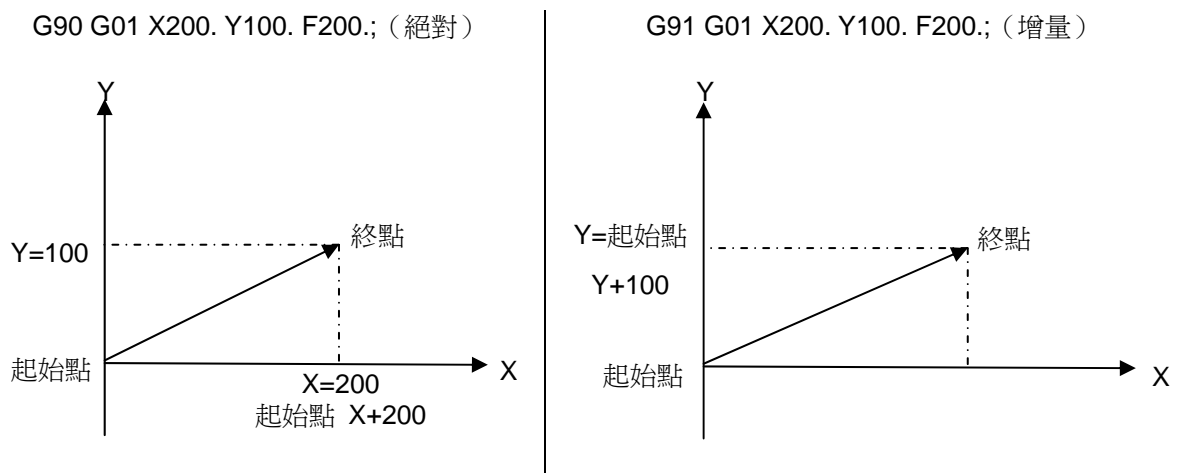 G90 G01 X200. Y100. F200.;（絕對）
Y
Y=100
終點
起始點
X
X=200
起始點 X+200
G91 G01 X200. Y100. F200.;（增量）
Y
Y=起始點
Y+100
終點
起始點
X